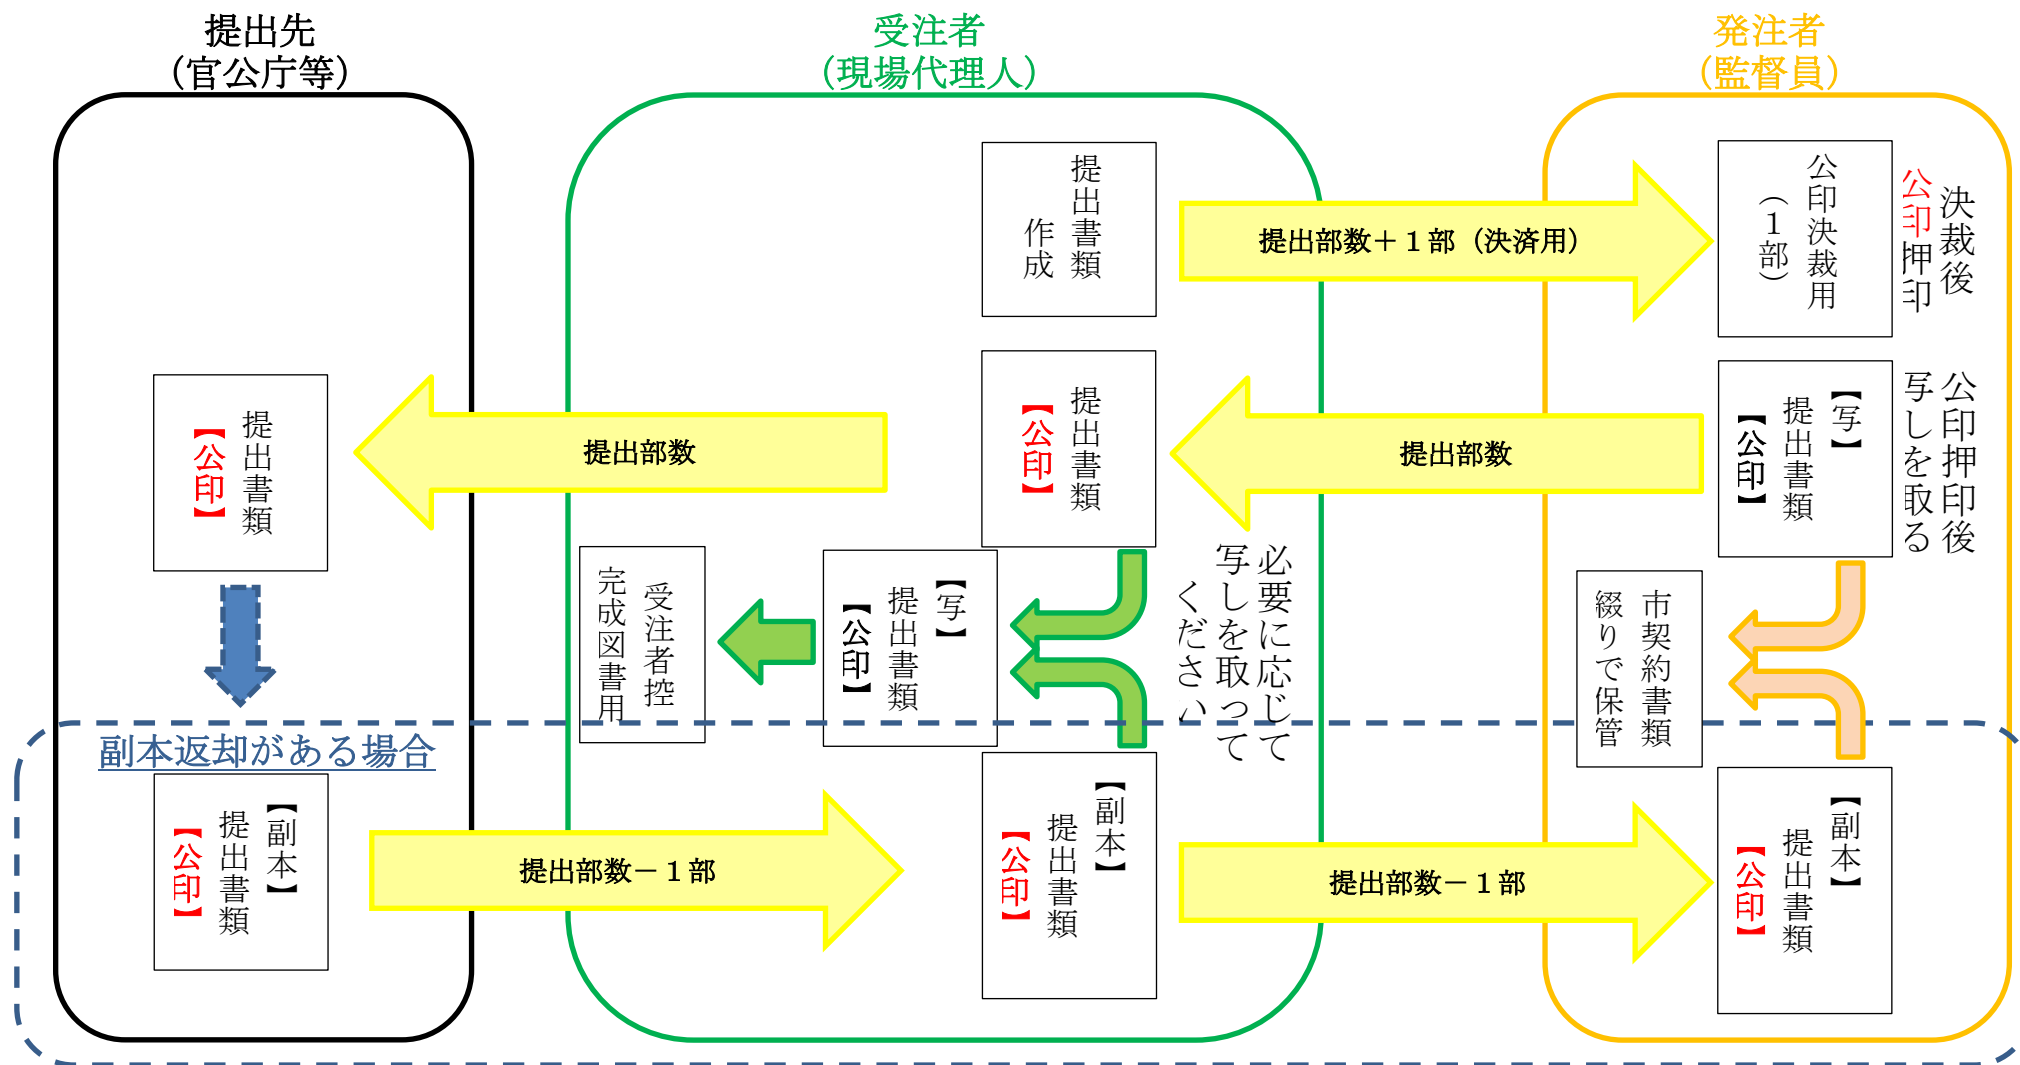 提出先
（官公庁等）
受注者
（現場代理人）
発注者
（監督員）
提出書類
作成
提出部数＋１部（決済用）
公印決裁用
（１部）
決裁後
公印押印
提出書類
【公印】
提出部数
提出書類
【公印】
提出部数
【写】
提出書類
【公印】
公印押印後
写しを取る
受注者控
完成図書用
【写】
提出書類
【公印】
必要に応じて
写しを取って
ください
市契約書類
綴りで保管
副本返却がある場合
【副本】
提出書類
【公印】
提出部数－１部
【副本】
提出書類
【公印】
提出部数－１部
【副本】
提出書類
【公印】